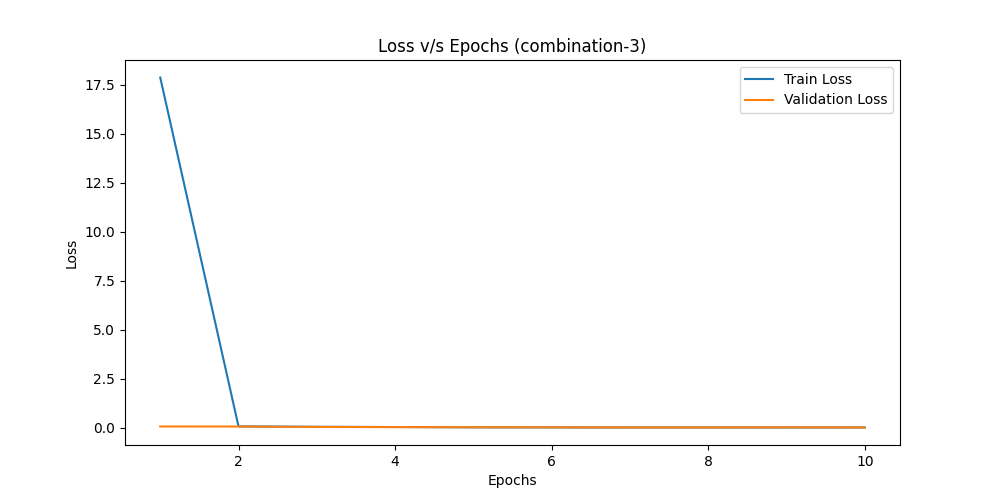 Loss v/s Epochs (combination-3)
Train Loss
Validation Loss
17.5
15.0
12.5
10.0
7.5
5.0
2.5
0.0
Loss
2 4 6 8 10
Epochs